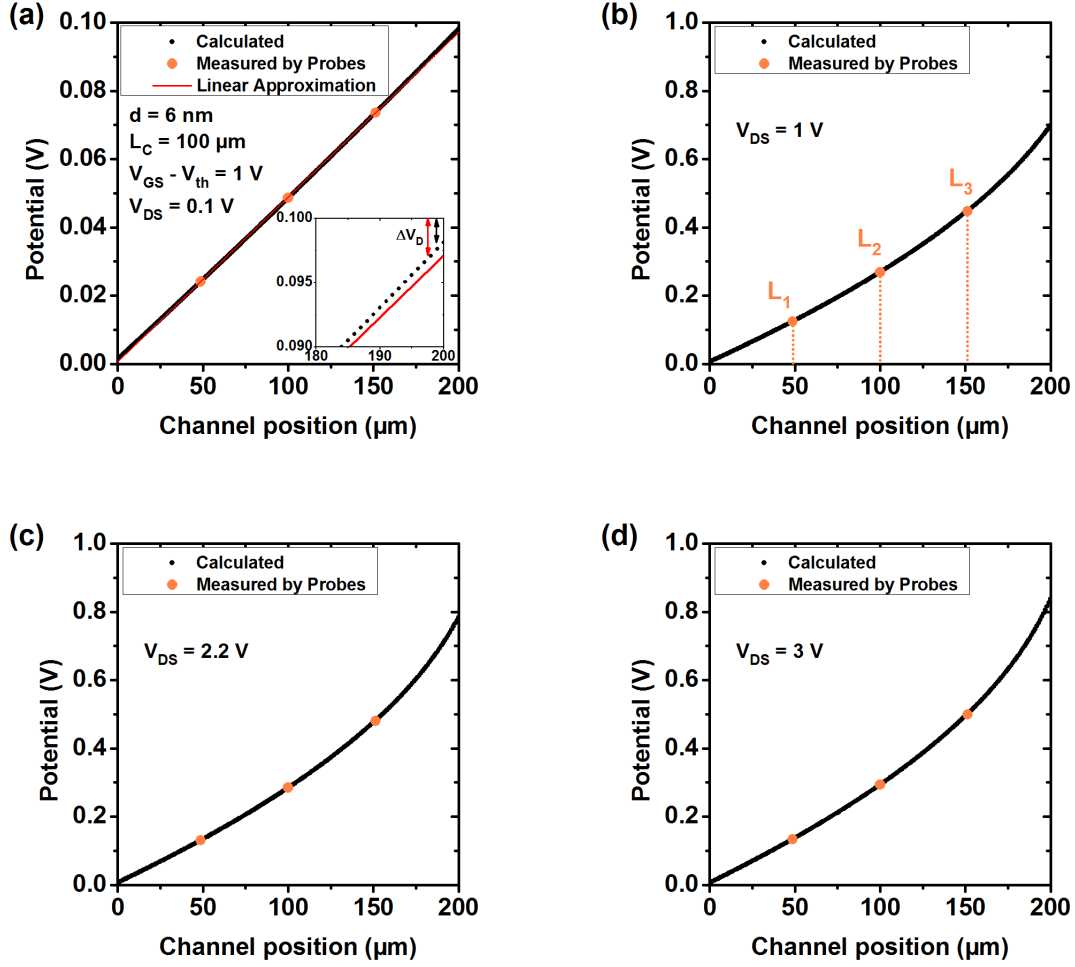 (a)
0.10
0.08
0.06
0.04
0.02
0.00
Potential (V)
Calculated
Measured by Probes
Linear Approximation
d = 6 nm
L_C = 100 µm
V_GS - V_th = 1 V
V_DS = 0.1 V
0.100
0.095
0.090
ΔV_D
180 190 200
0 50 100 150 200
Channel position (µm)
(b)
1.0
0.8
0.6
0.4
0.2
0.0
Potential (V)
Calculated
Measured by Probes
V_DS = 1 V
L_1
L_2
L_3
0 50 100 150 200
Channel position (µm)
(c)
1.0
0.8
0.6
0.4
0.2
0.0
Potential (V)
Calculated
Measured by Probes
V_DS = 2.2 V
0 50 100 150 200
Channel position (µm)
(d)
1.0
0.8
0.6
0.4
0.2
0.0
Potential (V)
Calculated
Measured by Probes
V_DS = 3 V
0 50 100 150 200
Channel position (µm)